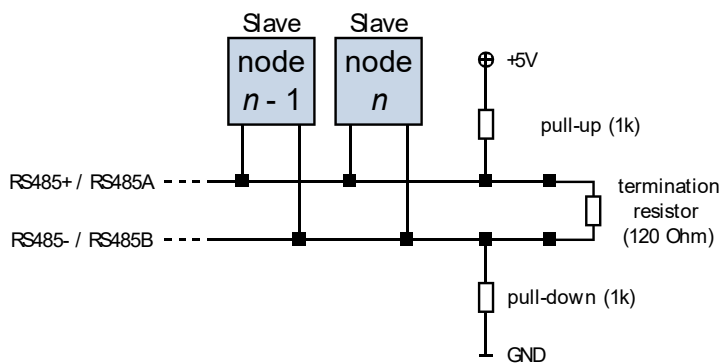 Slave
Slave
node
n - 1
node
n
+5V
pull-up (1k)
RS485+ / RS485A
termination
resistor
(120 Ohm)
RS485- / RS485B
pull-down (1k)
GND